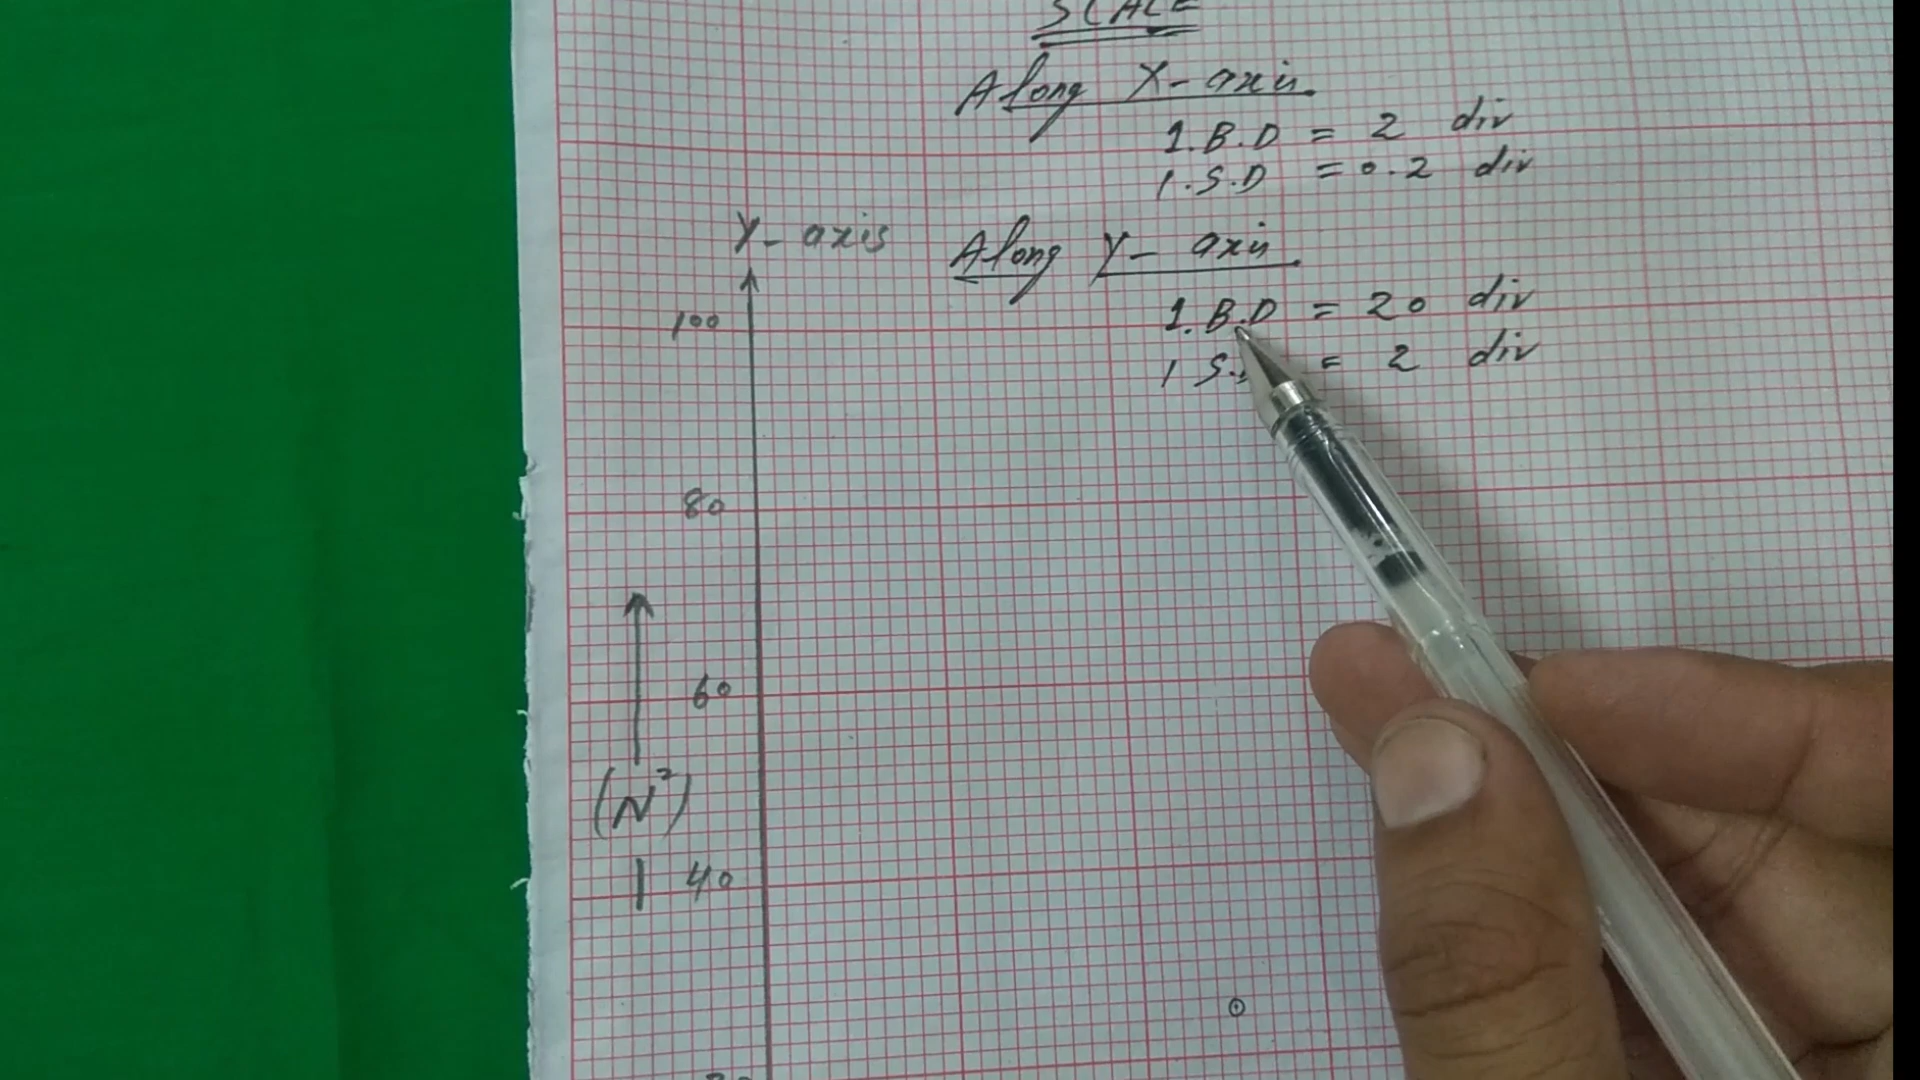 SCALE
Along X-axis
1.B.D = 2 div
1.S.D = 0.2 div
Y-axis
Along Y-axis
1.B.D = 20 div
1 S. = 2 div
100
80
60
(N²)
40